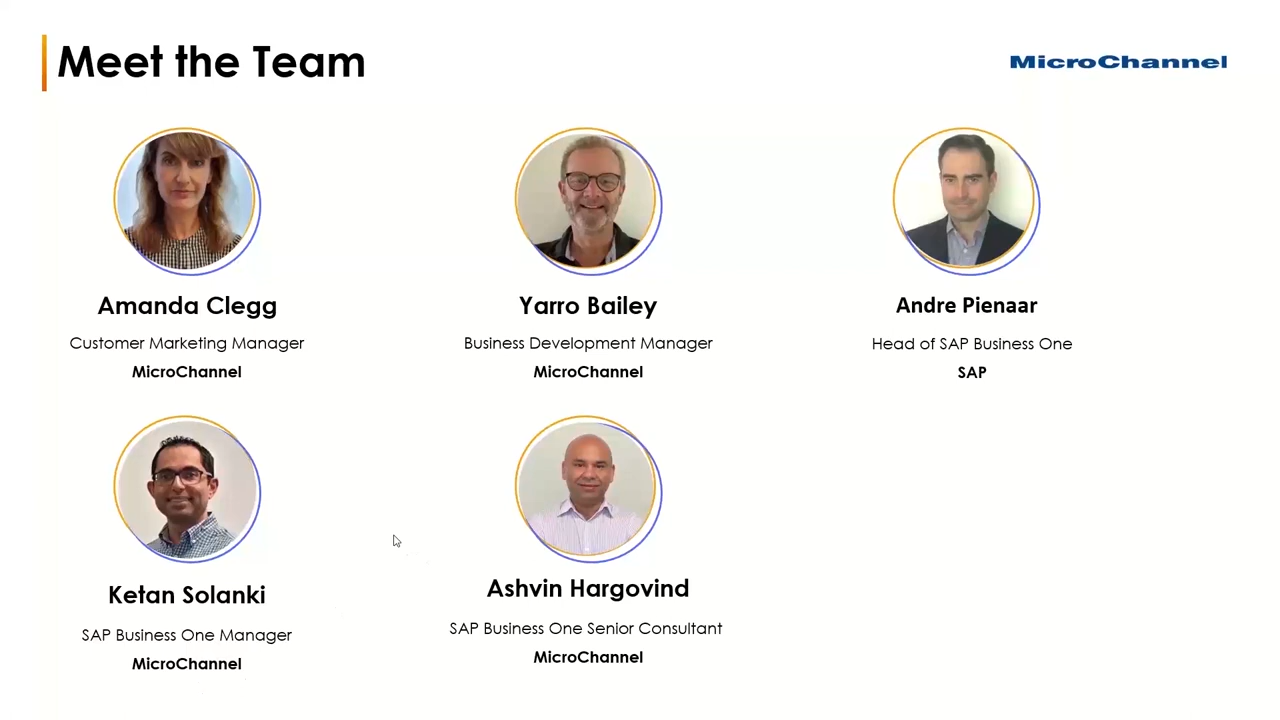 Meet the Team
MicroChannel
Amanda Clegg
Customer Marketing Manager
MicroChannel
Yarro Bailey
Business Development Manager
MicroChannel
Andre Pienaar
Head of SAP Business One
SAP
Ketan Solanki
SAP Business One Manager
MicroChannel
Ashvin Hargovind
SAP Business One Senior Consultant
MicroChannel